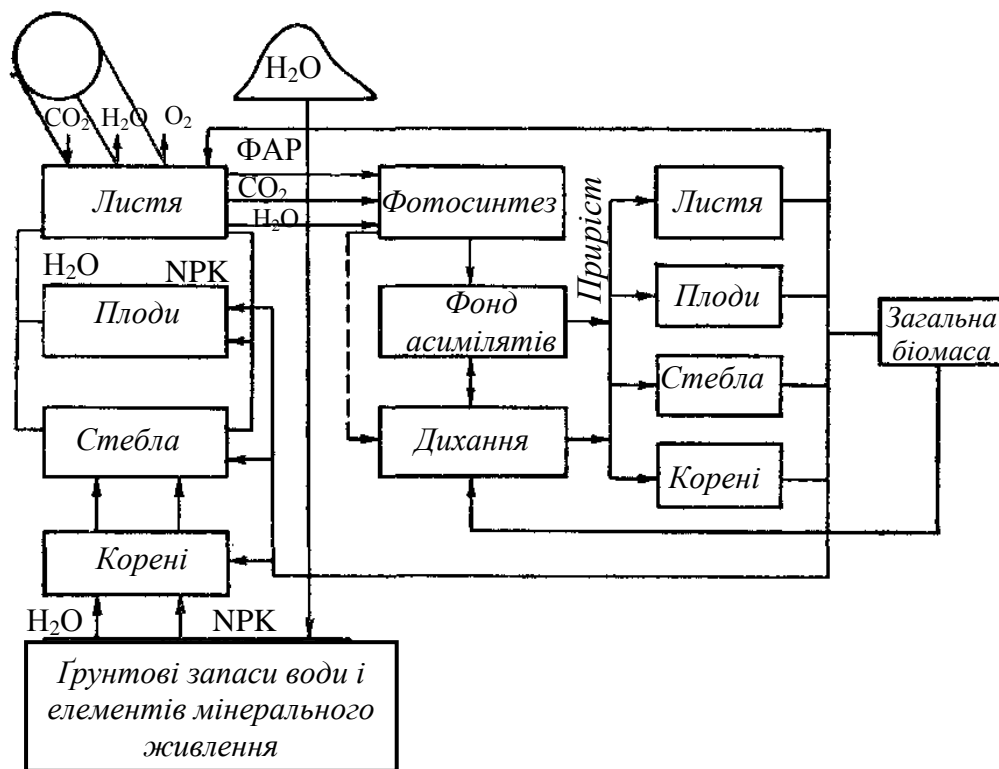 H₂O
CO₂ H₂O O₂
ФАР
Листя
CO₂
H₂O
Фотосинтез
Приріст
Листя
H₂O
NPK
Плоди
Фонд
асимілятів
Плоди
Загальна
біомаса
Стебла
Дихання
Стебла
Корені
Корені
H₂O
NPK
Ґрунтові запаси води і
елементів мінерального
живлення